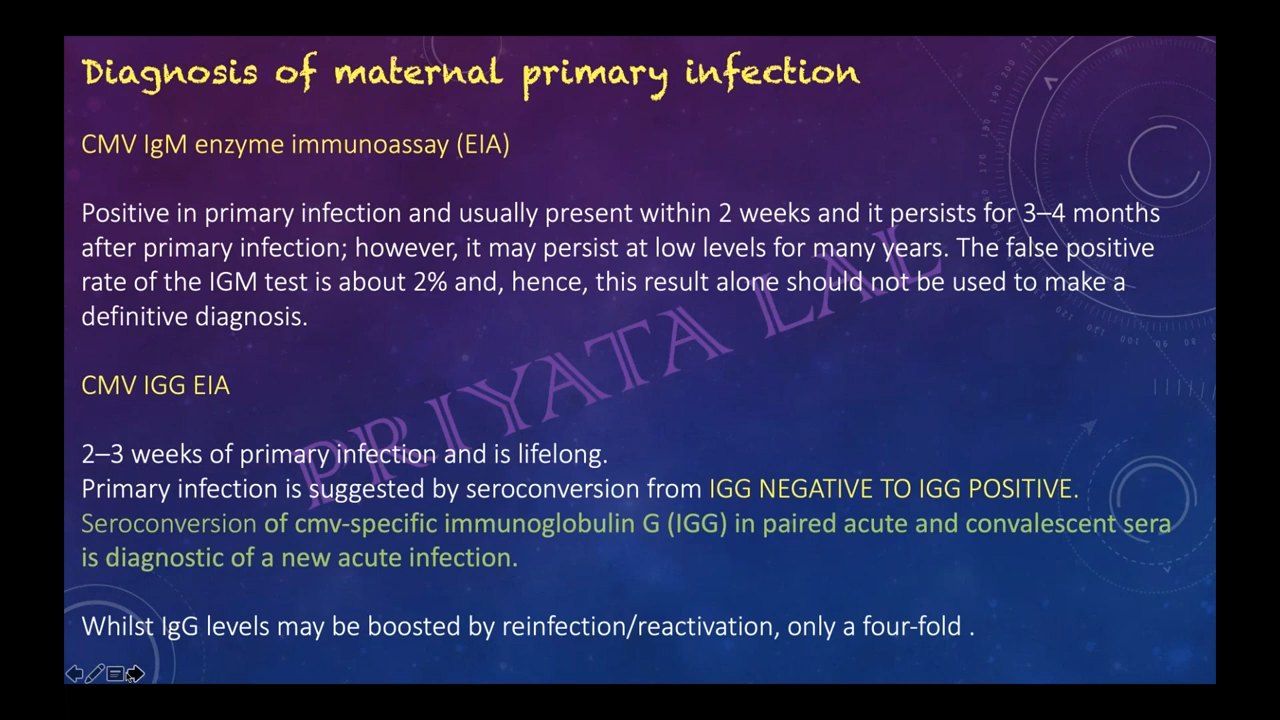 Diagnosis of maternal primary infection
CMV IgM enzyme immunoassay (EIA)
Positive in primary infection and usually present within 2 weeks and it persists for 3–4 months
after primary infection; however, it may persist at low levels for many years. The false positive
rate of the IGM test is about 2% and, hence, this result alone should not be used to make a
definitive diagnosis.
CMV IGG EIA
2–3 weeks of primary infection and is lifelong.
Primary infection is suggested by seroconversion from IGG NEGATIVE TO IGG POSITIVE.
Seroconversion of cmv-specific immunoglobulin G (IGG) in paired acute and convalescent sera
is diagnostic of a new acute infection.
Whilst IgG levels may be boosted by reinfection/reactivation, only a four-fold .
PRIYATA LAL